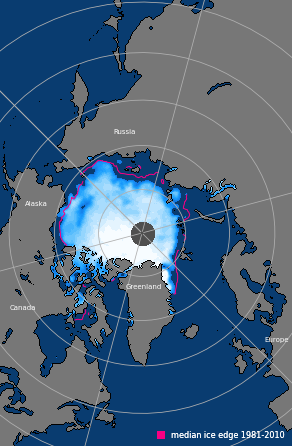 Russia
Alaska
Greenland
Canada
Europe
median ice edge 1981-2010